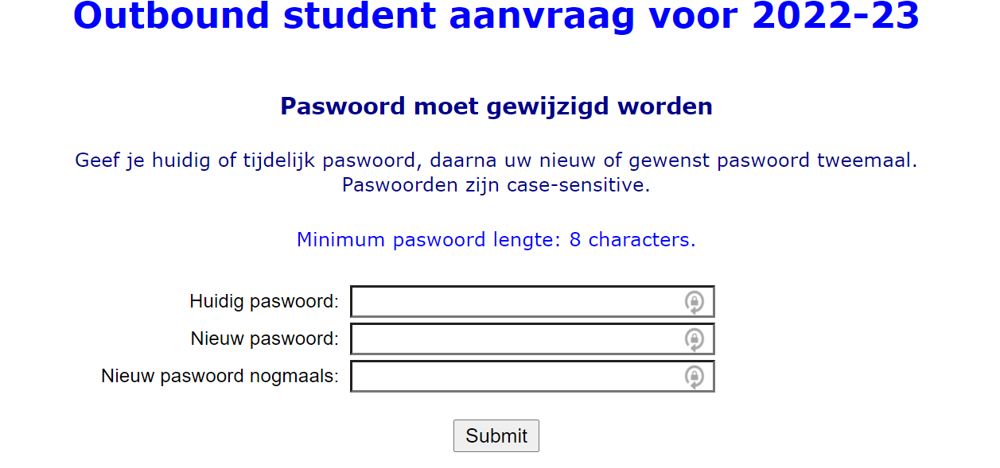 Outbound student aanvraag voor 2022-23
Paswoord moet gewijzigd worden
Geef je huidig of tijdelijk paswoord, daarna uw nieuw of gewenst paswoord tweemaal.
Paswoorden zijn case-sensitive.
Minimum paswoord lengte: 8 characters.
Huidig paswoord:
Nieuw paswoord:
Nieuw paswoord nogmaals:
Submit